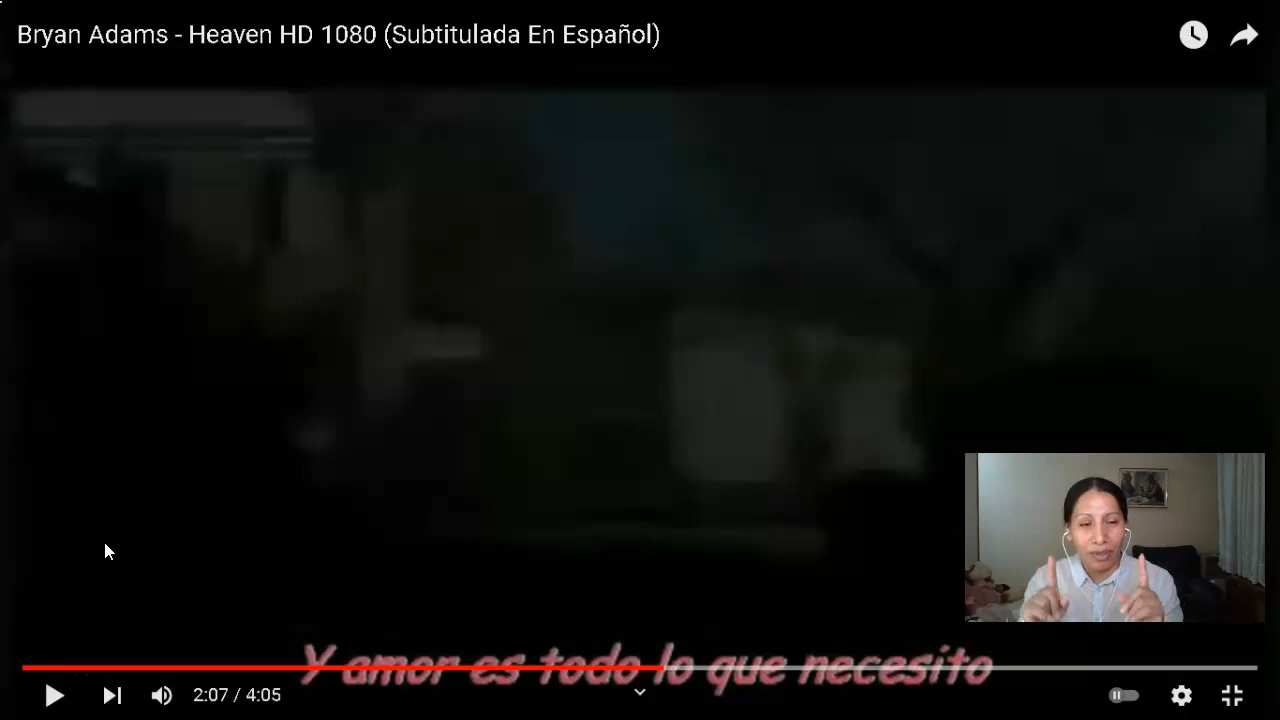 Bryan Adams - Heaven HD 1080 (Subtitulada En Español)
Y amor es todo lo que necesito
2:07 / 4:05